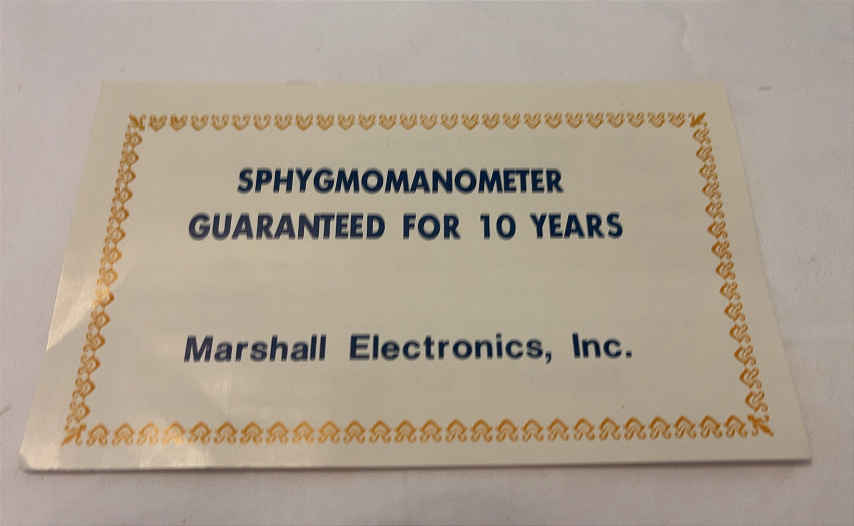 SPHYGMOMANOMETER
GUARANTEED FOR 10 YEARS
Marshall Electronics, Inc.